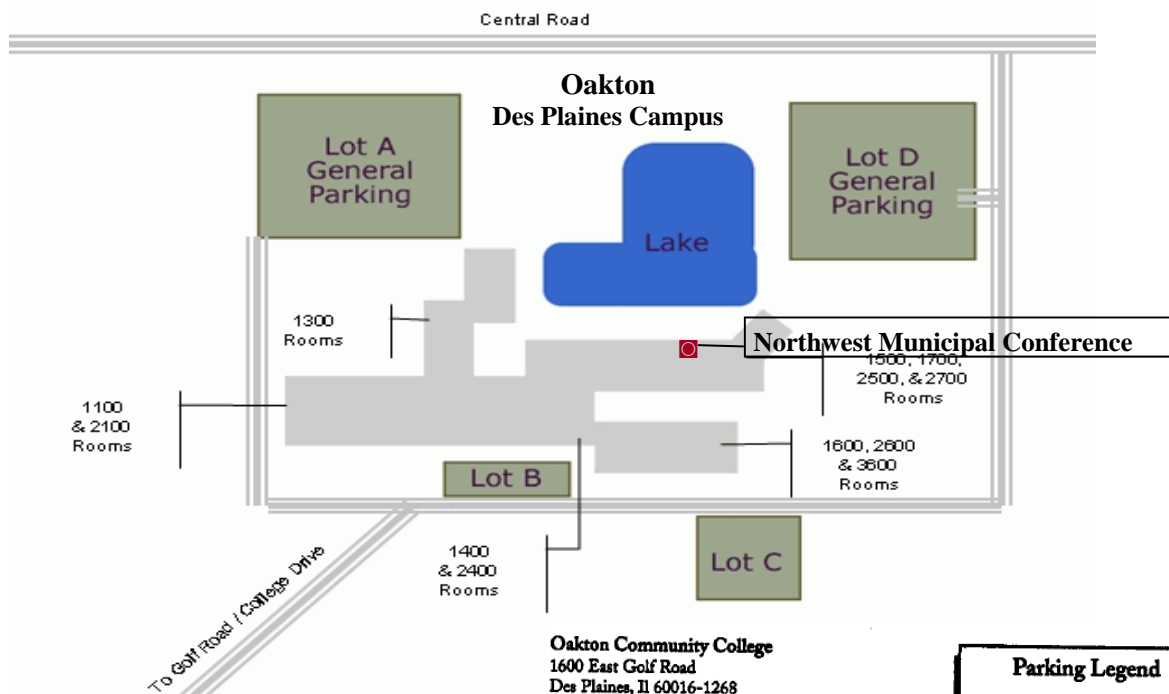 Central Road
Oakton
Des Plaines Campus
Lot A
General
Parking
Lot D
General
Parking
Lake
1300
Rooms
Northwest Municipal Conference
1500, 1700,
2500, & 2700
Rooms
1100
& 2100
Rooms
1600, 2600
& 3600
Rooms
Lot B
1400
& 2400
Rooms
Lot C
To Golf Road / College Drive
Oakton Community College
1600 East Golf Road
Des Plaines, Il 60016-1268
Parking Legend